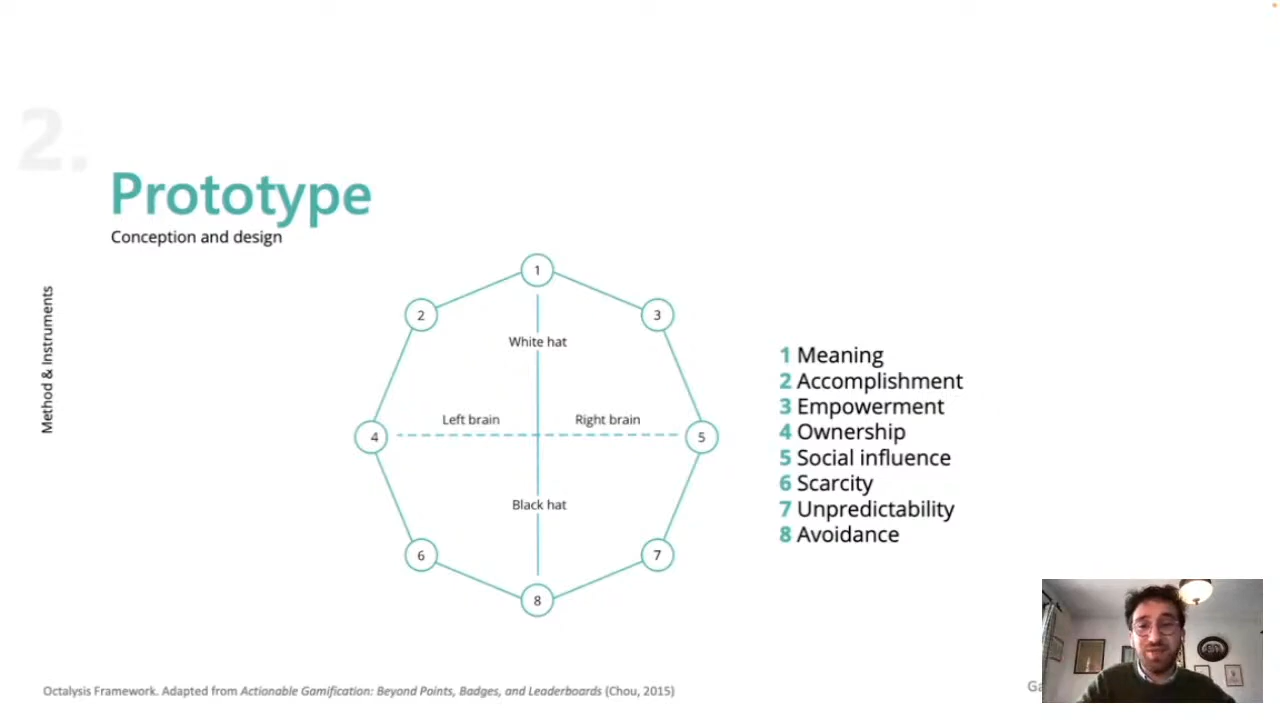 2.
Prototype
Conception and design
Method & Instruments
1
2
3
White hat
Left brain
Right brain
4
5
Black hat
6
7
8
1 Meaning
2 Accomplishment
3 Empowerment
4 Ownership
5 Social influence
6 Scarcity
7 Unpredictability
8 Avoidance
Octalysis Framework. Adapted from Actionable Gamification: Beyond Points, Badges, and Leaderboards (Chou, 2015)